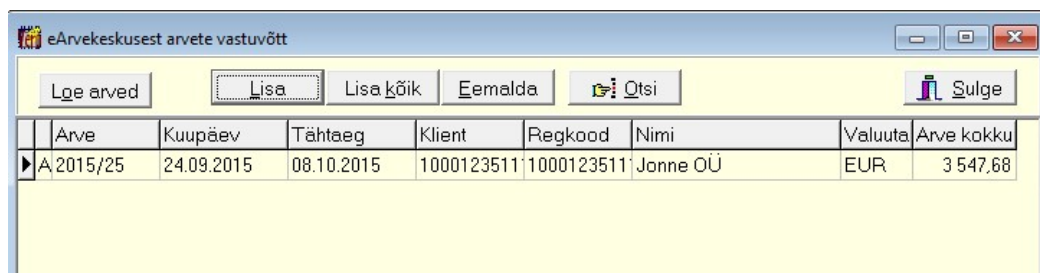 eArvekeskusest arvete vastuvõtt
Loe arved Lisa Lisa kõik Eemalda Otsi Sulge
Arve Kuupäev Tähtaeg Klient Regkood Nimi Valuuta Arve kokku
A 2015/25 24.09.2015 08.10.2015 1000123511 1000123511 Jonne OÜ EUR 3 547,68